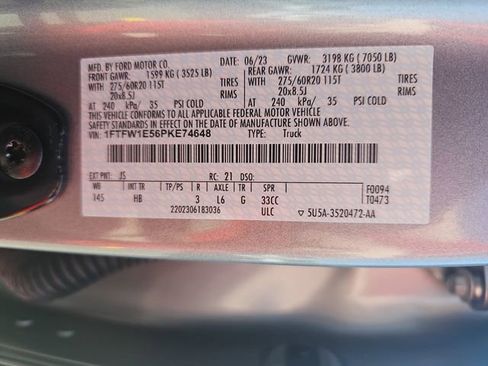 MFD. BY FORD MOTOR CO. 06/23 GVWR: 3198 KG ( 7050 LB)
FRONT GAWR: 1599 KG ( 3525 LB) REAR GAWR: 1724 KG ( 3800 LB)
WITH 275/60R20 115T TIRES WITH 275/60R20 115T TIRES
20x8.5J RIMS 20x8.5J RIMS
AT 240 kPa/ 35 PSI COLD AT 240 kPa/ 35 PSI COLD
THIS VEHICLE CONFORMS TO ALL APPLICABLE FEDERAL MOTOR VEHICLE
SAFETY STANDARDS IN EFFECT ON THE DATE OF MANUFACTURE SHOWN ABOVE.
VIN: 1FTFW1E56PKE74648 TYPE: Truck
EXT PNT: JS RC: 21 DSO:
WB INT TR TP/PS R AXLE TR SPR F0094
145 HB 3 L6 G 33CC T0473
2202306183036 ULC ▽ 5U5A-3520472-AA